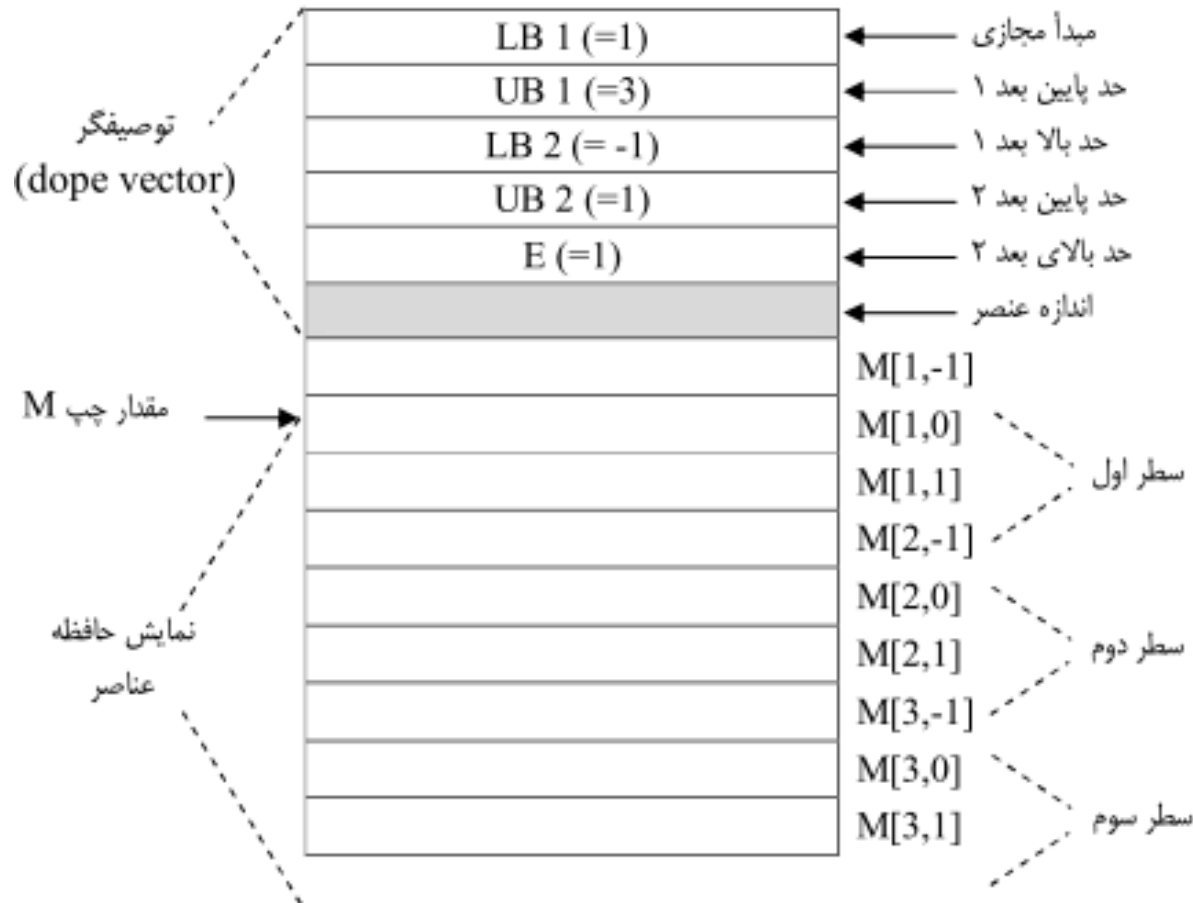 LB 1 (=1)
مبدأ مجازی
UB 1 (=3)
حد پایین بعد ۱
LB 2 (= -1)
حد بالا بعد ۱
UB 2 (=1)
حد پایین بعد ۲
E (=1)
حد بالای بعد ۲
اندازه عنصر
توصیفگر
(dope vector)
M[1,-1]
مقدار چپ M
M[1,0]
M[1,1]
سطر اول
M[2,-1]
M[2,0]
نمایش حافظه
عناصر
M[2,1]
سطر دوم
M[3,-1]
M[3,0]
M[3,1]
سطر سوم